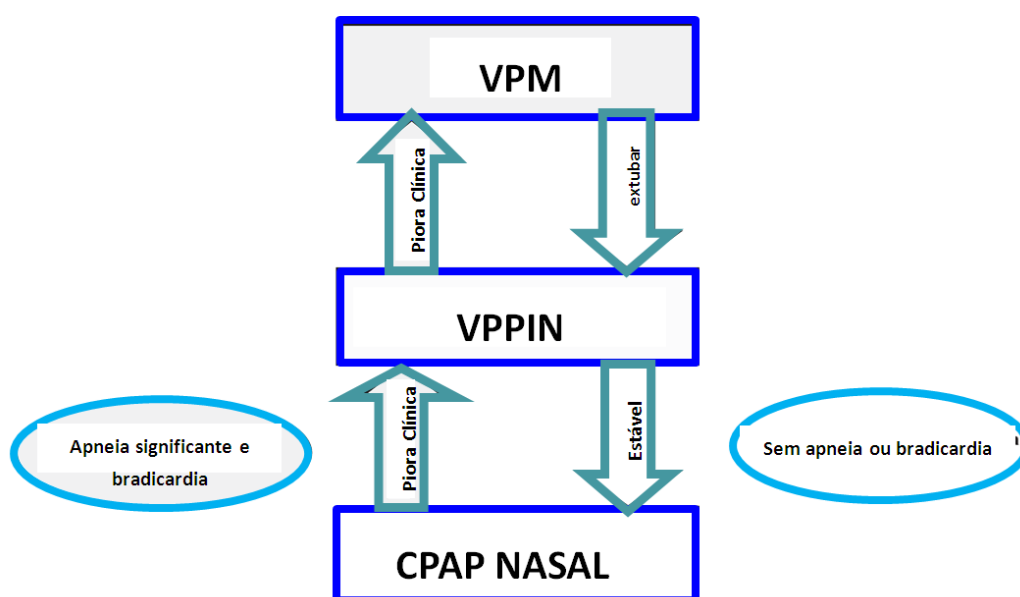 VPM
Piora Clínica
extubar
VPPIN
Apneia significante e
bradicardia
Piora Clínica
Estável
Sem apneia ou bradicardia
CPAP NASAL